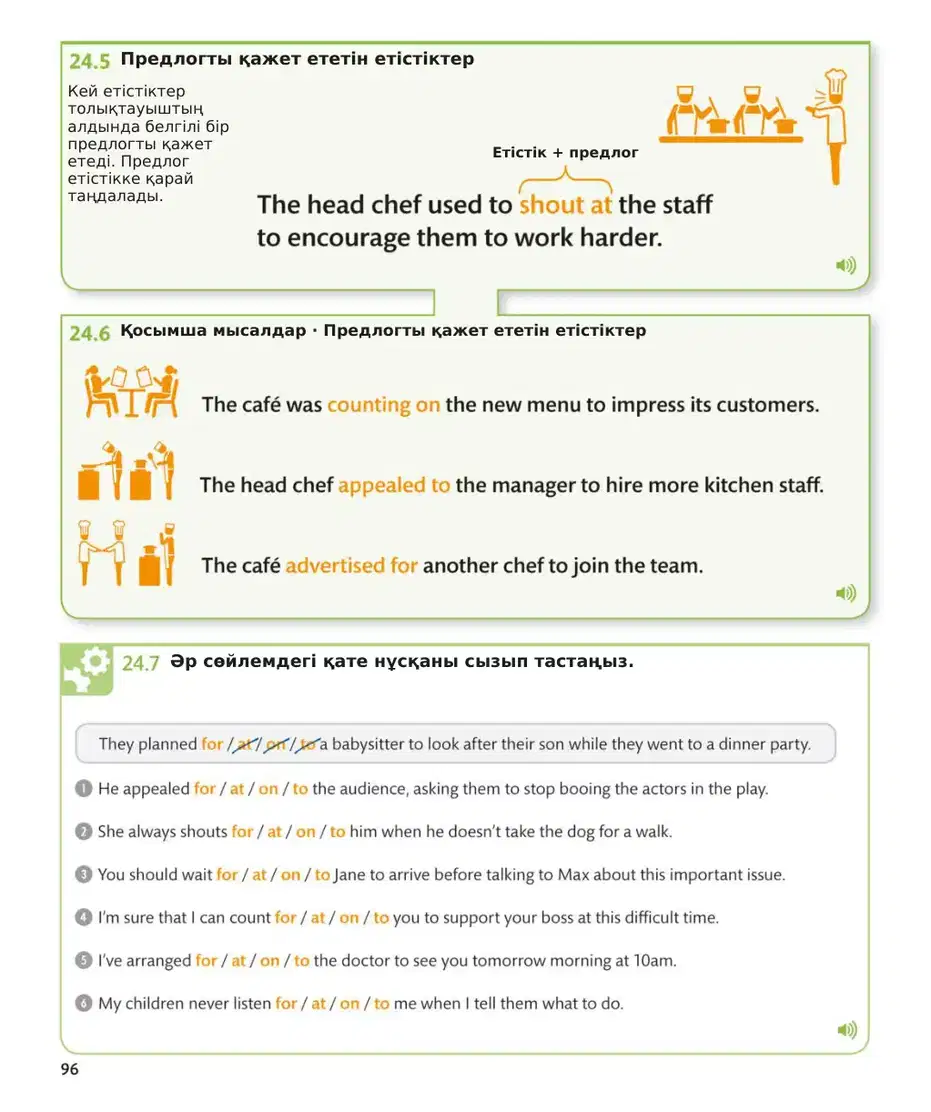 24.5 Предлогты қажет ететін етістіктер
Кей етістіктер
толықтауыштың
алдында белгілі бір
предлогты қажет
етеді. Предлог
етістікке қарай
таңдалады.
Етістік + предлог
The head chef used to shout at the staff
to encourage them to work harder.
24.6 Қосымша мысалдар · Предлогты қажет ететін етістіктер
The café was counting on the new menu to impress its customers.
The head chef appealed to the manager to hire more kitchen staff.
The café advertised for another chef to join the team.
24.7 Әр сөйлемдегі қате нұсқаны сызып тастаңыз.
They planned for / at / on / to a babysitter to look after their son while they went to a dinner party.
1 He appealed for / at / on / to the audience, asking them to stop booing the actors in the play.
2 She always shouts for / at / on / to him when he doesn’t take the dog for a walk.
3 You should wait for / at / on / to Jane to arrive before talking to Max about this important issue.
4 I’m sure that I can count for / at / on / to you to support your boss at this difficult time.
5 I’ve arranged for / at / on / to the doctor to see you tomorrow morning at 10am.
6 My children never listen for / at / on / to me when I tell them what to do.
96